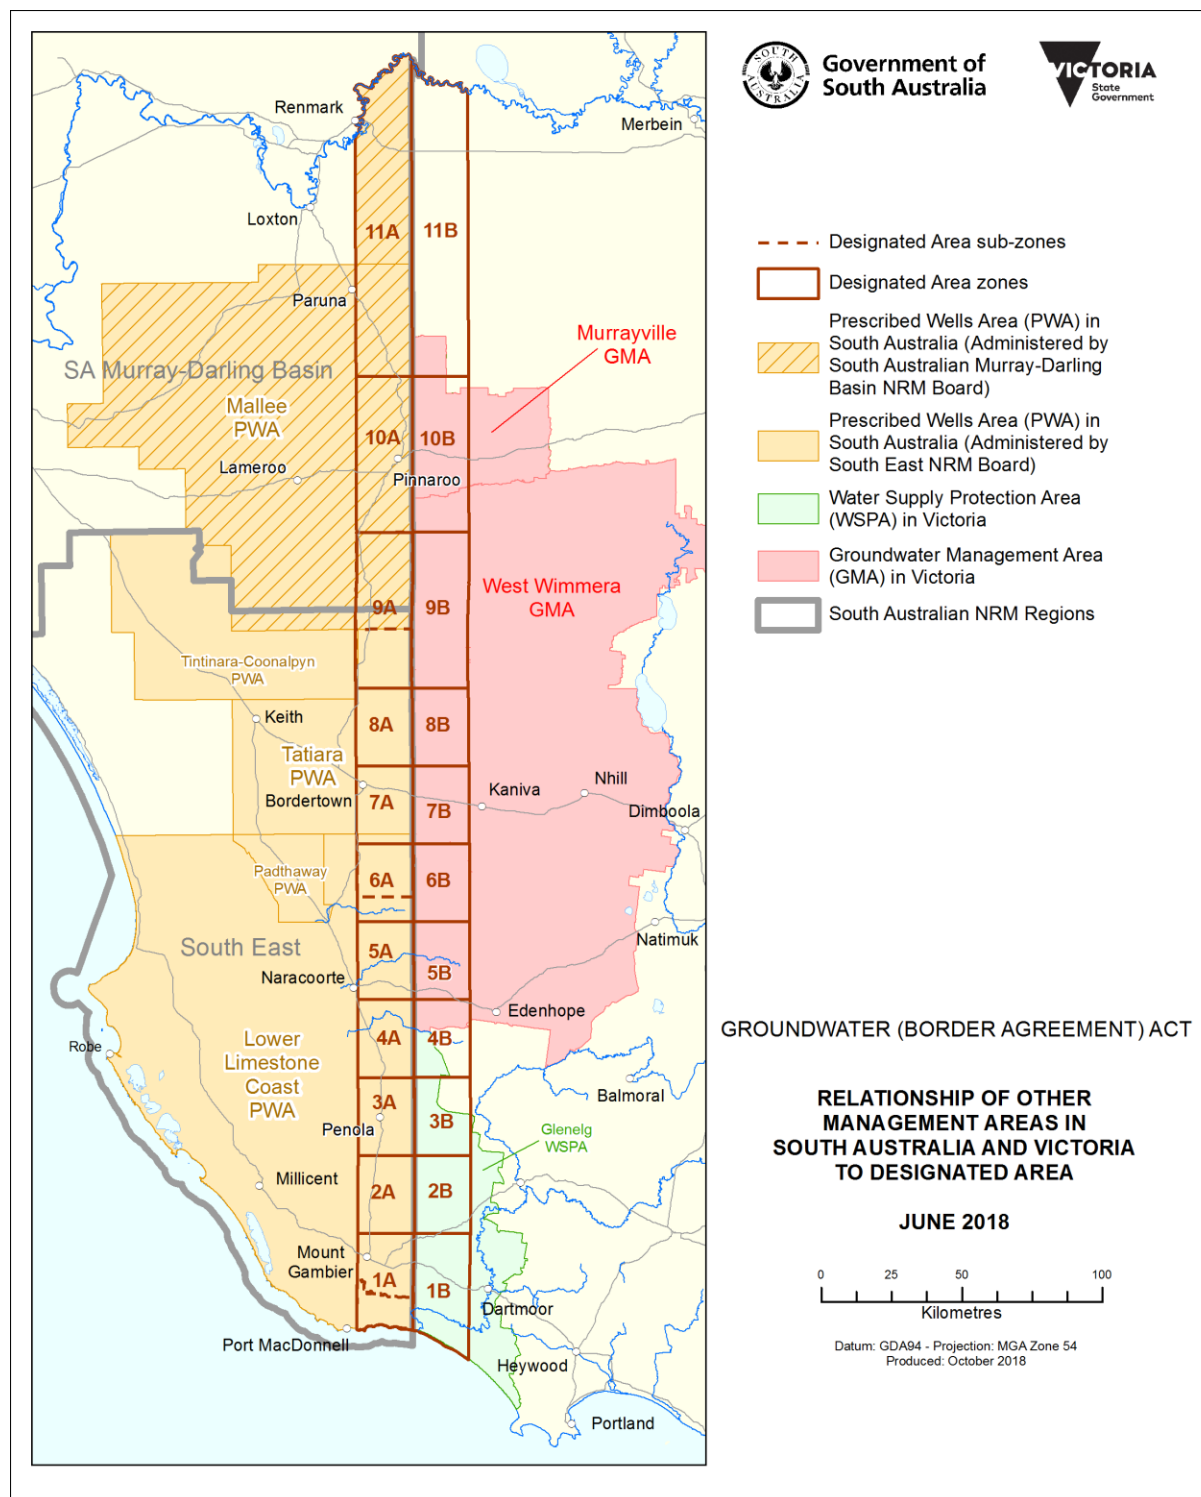 Government of
South Australia
SOUTH
AUSTRALIA
VICTORIA
State
Government
Renmark
Merbein
Loxton
11A
11B
Paruna
Murrayville
GMA
SA Murray-Darling Basin
Mallee
PWA
10A
10B
Lameroo
Pinnaroo
West Wimmera
GMA
9A
9B
Tintinara-Coonalpyn
PWA
Keith
8A
8B
Tatiara
PWA
Bordertown
7A
7B
Kaniva
Nhill
Dimboola
Padthaway
PWA
6A
6B
South East
5A
5B
Natimuk
Naracoorte
Edenhope
Robe
Lower
Limestone
Coast
PWA
4A
4B
Balmoral
3A
3B
Penola
Glenelg
WSPA
Millicent
2A
2B
Mount
Gambier
1A
1B
Dartmoor
Port MacDonnell
Heywood
Portland
Designated Area sub-zones
Designated Area zones
Prescribed Wells Area (PWA) in
South Australia (Administered by
South Australian Murray-Darling
Basin NRM Board)
Prescribed Wells Area (PWA) in
South Australia (Administered by
South East NRM Board)
Water Supply Protection Area
(WSPA) in Victoria
Groundwater Management Area
(GMA) in Victoria
South Australian NRM Regions
GROUNDWATER (BORDER AGREEMENT) ACT
RELATIONSHIP OF OTHER
MANAGEMENT AREAS IN
SOUTH AUSTRALIA AND VICTORIA
TO DESIGNATED AREA
JUNE 2018
0 25 50 100
Kilometres
Datum: GDA94 - Projection: MGA Zone 54
Produced: October 2018